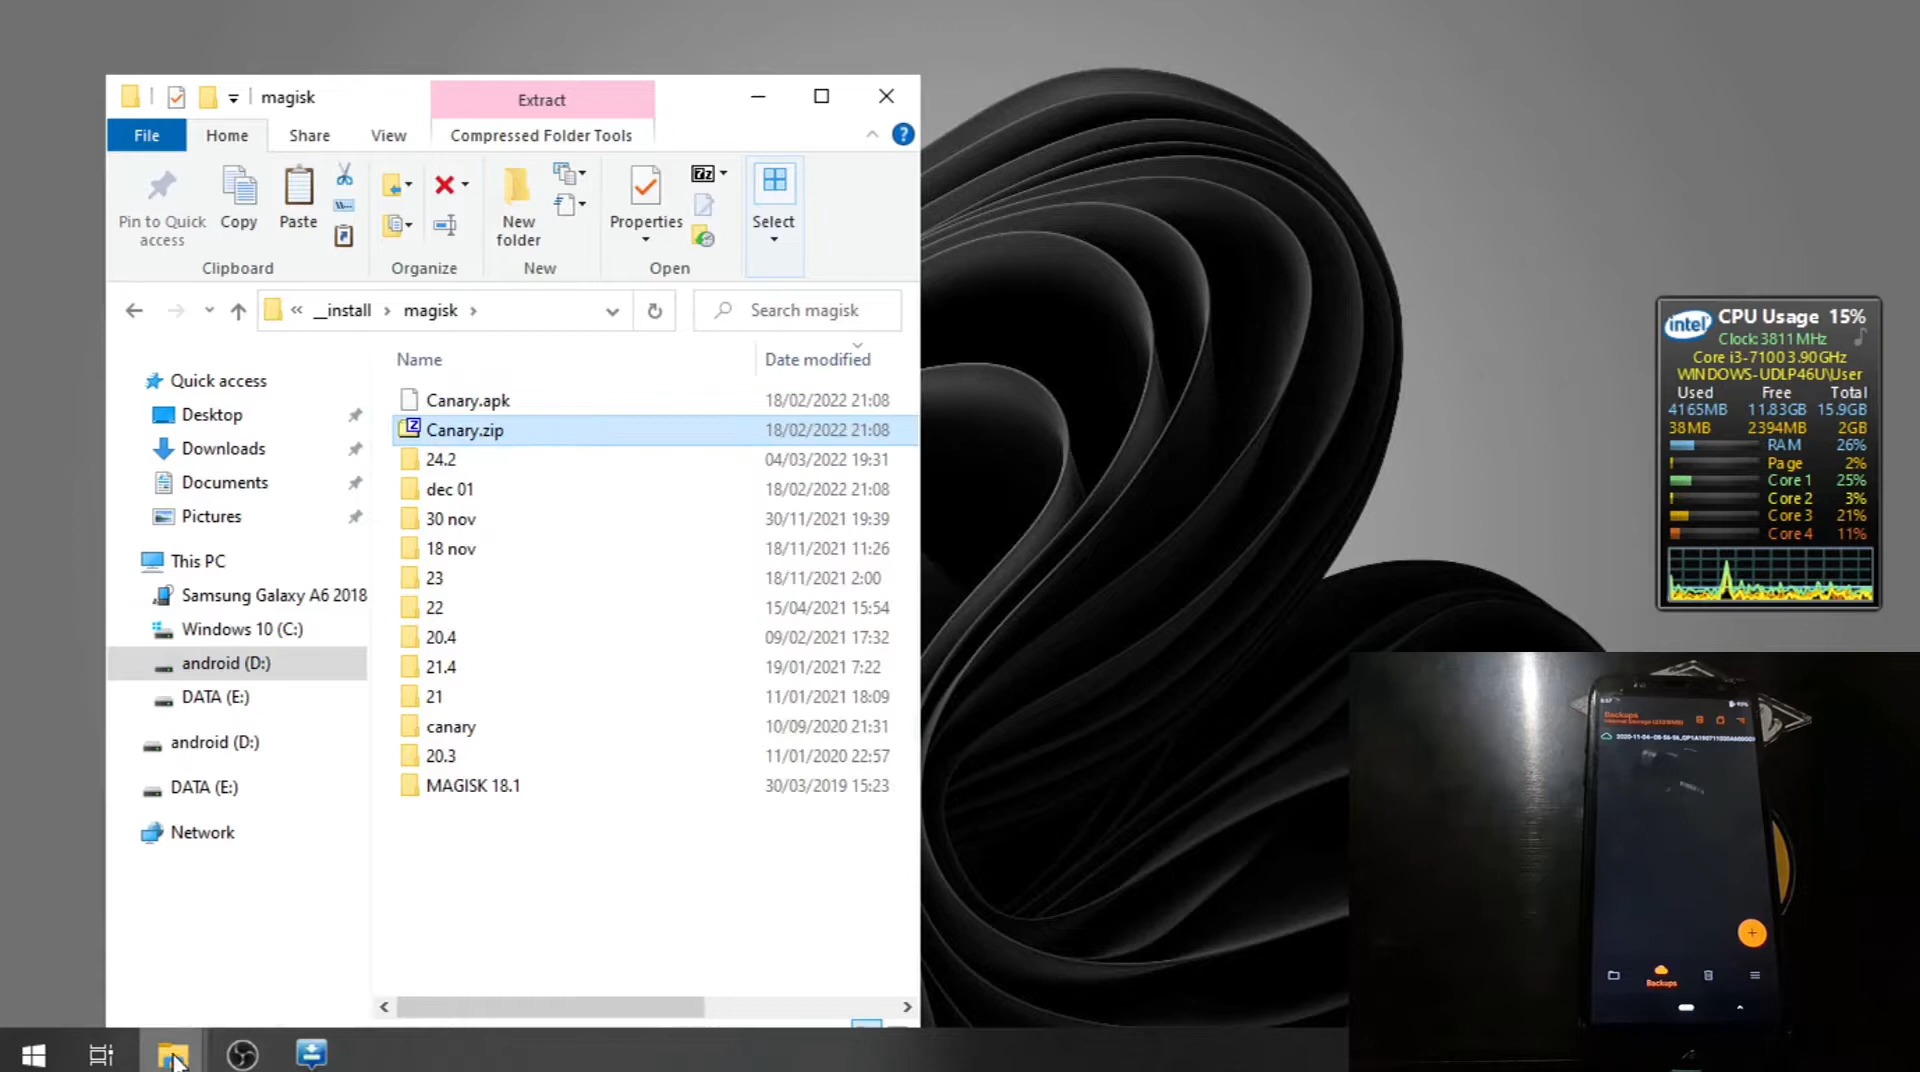 magisk
Extract
File
Home
Share
View
Compressed Folder Tools
Pin to Quick
access
Copy
Paste
New
folder
Properties
Select
Clipboard
Organize
New
Open
« __install › magisk ›
Search magisk
Name
Date modified
Quick access
Desktop
Downloads
Documents
Pictures
This PC
Samsung Galaxy A6 2018
Windows 10 (C:)
android (D:)
DATA (E:)
android (D:)
DATA (E:)
Network
Canary.apk 18/02/2022 21:08
Canary.zip 18/02/2022 21:08
24.2 04/03/2022 19:31
dec 01 18/02/2022 21:08
30 nov 30/11/2021 19:39
18 nov 18/11/2021 11:26
23 18/11/2021 2:00
22 15/04/2021 15:54
20.4 09/02/2021 17:32
21.4 19/01/2021 7:22
21 11/01/2021 18:09
canary 10/09/2020 21:31
20.3 11/01/2020 22:57
MAGISK 18.1 30/03/2019 15:23
intel CPU Usage 15%
Clock: 3811MHz
Core i3-7100 3.90GHz
WINDOWS-UDLP46U\User
Used Free Total
4165MB 11.83GB 15.9GB
38MB 2394MB 2GB
RAM 26%
Page 2%
Core 1 25%
Core 2 3%
Core 3 21%
Core 4 11%
Backups
Backups